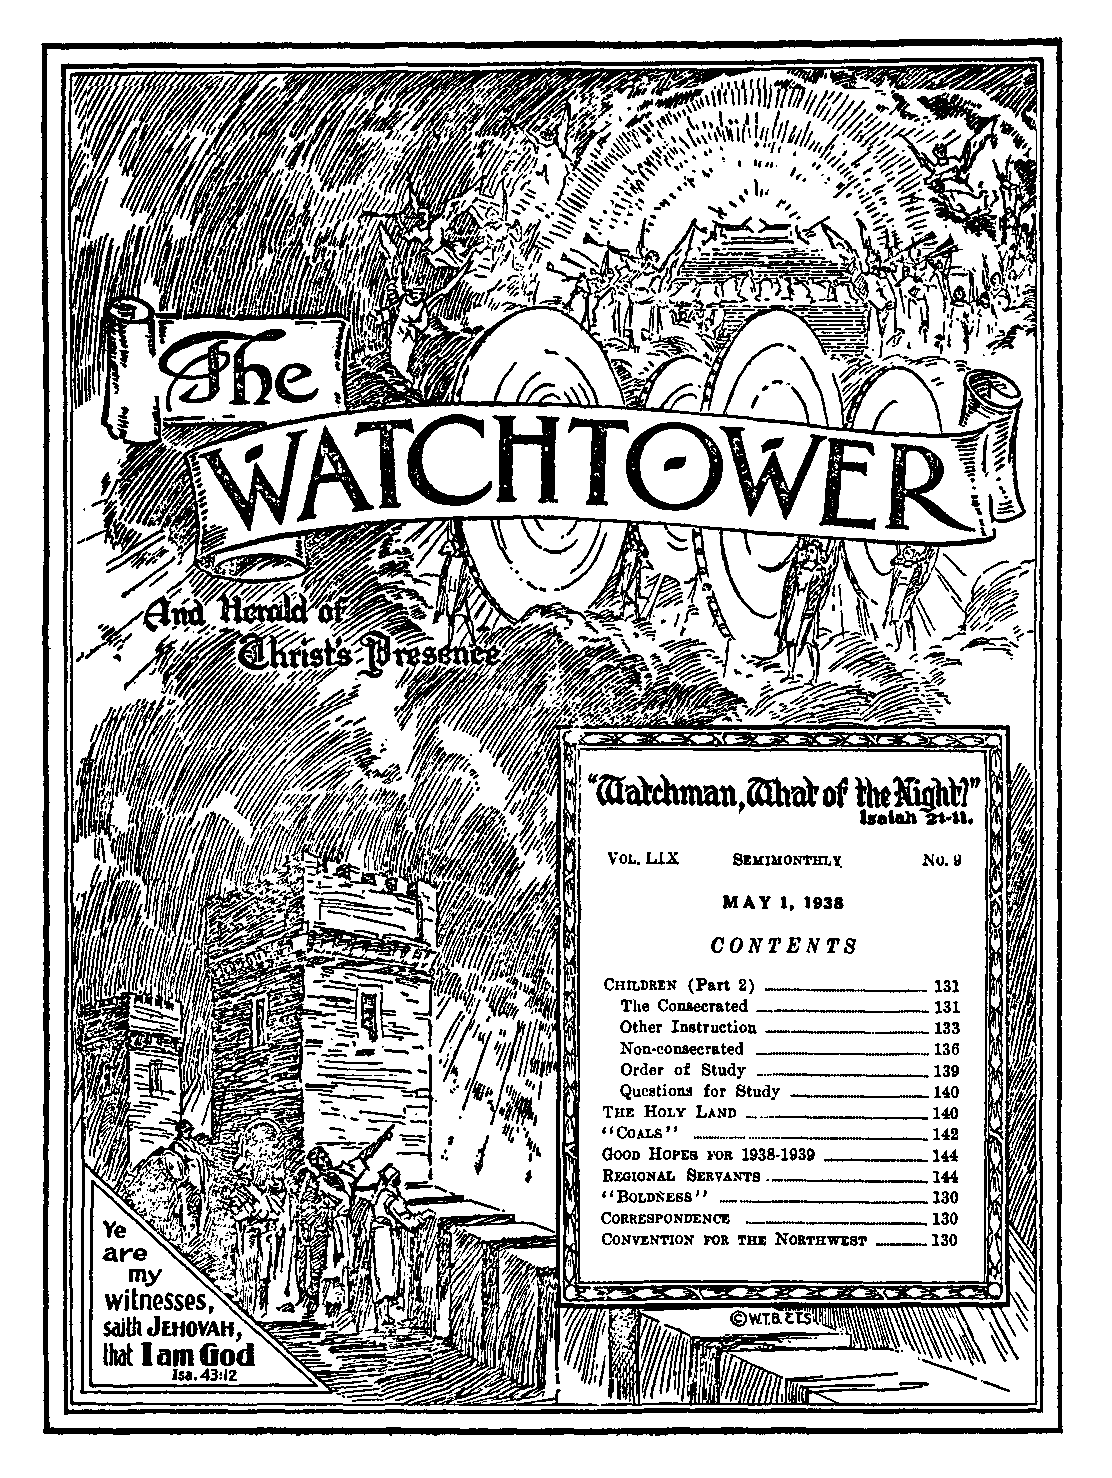 The
WATCHTOWER
And Herald of
Christ's Presence
"Watchman, What of the Night?"
Isaiah 21-11.
VOL. LIX SEMIMONTHLY No. 9
MAY 1, 1938
CONTENTS
CHILDREN (Part 2) 131
The Consecrated 131
Other Instruction 133
Non-consecrated 136
Order of Study 139
Questions for Study 140
THE HOLY LAND 140
"COALS" 142
GOOD HOPES FOR 1938-1939 144
REGIONAL SERVANTS 144
"BOLDNESS" 130
CORRESPONDENCE 130
CONVENTION FOR THE NORTHWEST 130
Ye
are
my
witnesses,
saith JEHOVAH,
that I am God
Isa. 43:12
©W.T.B.&T.S.